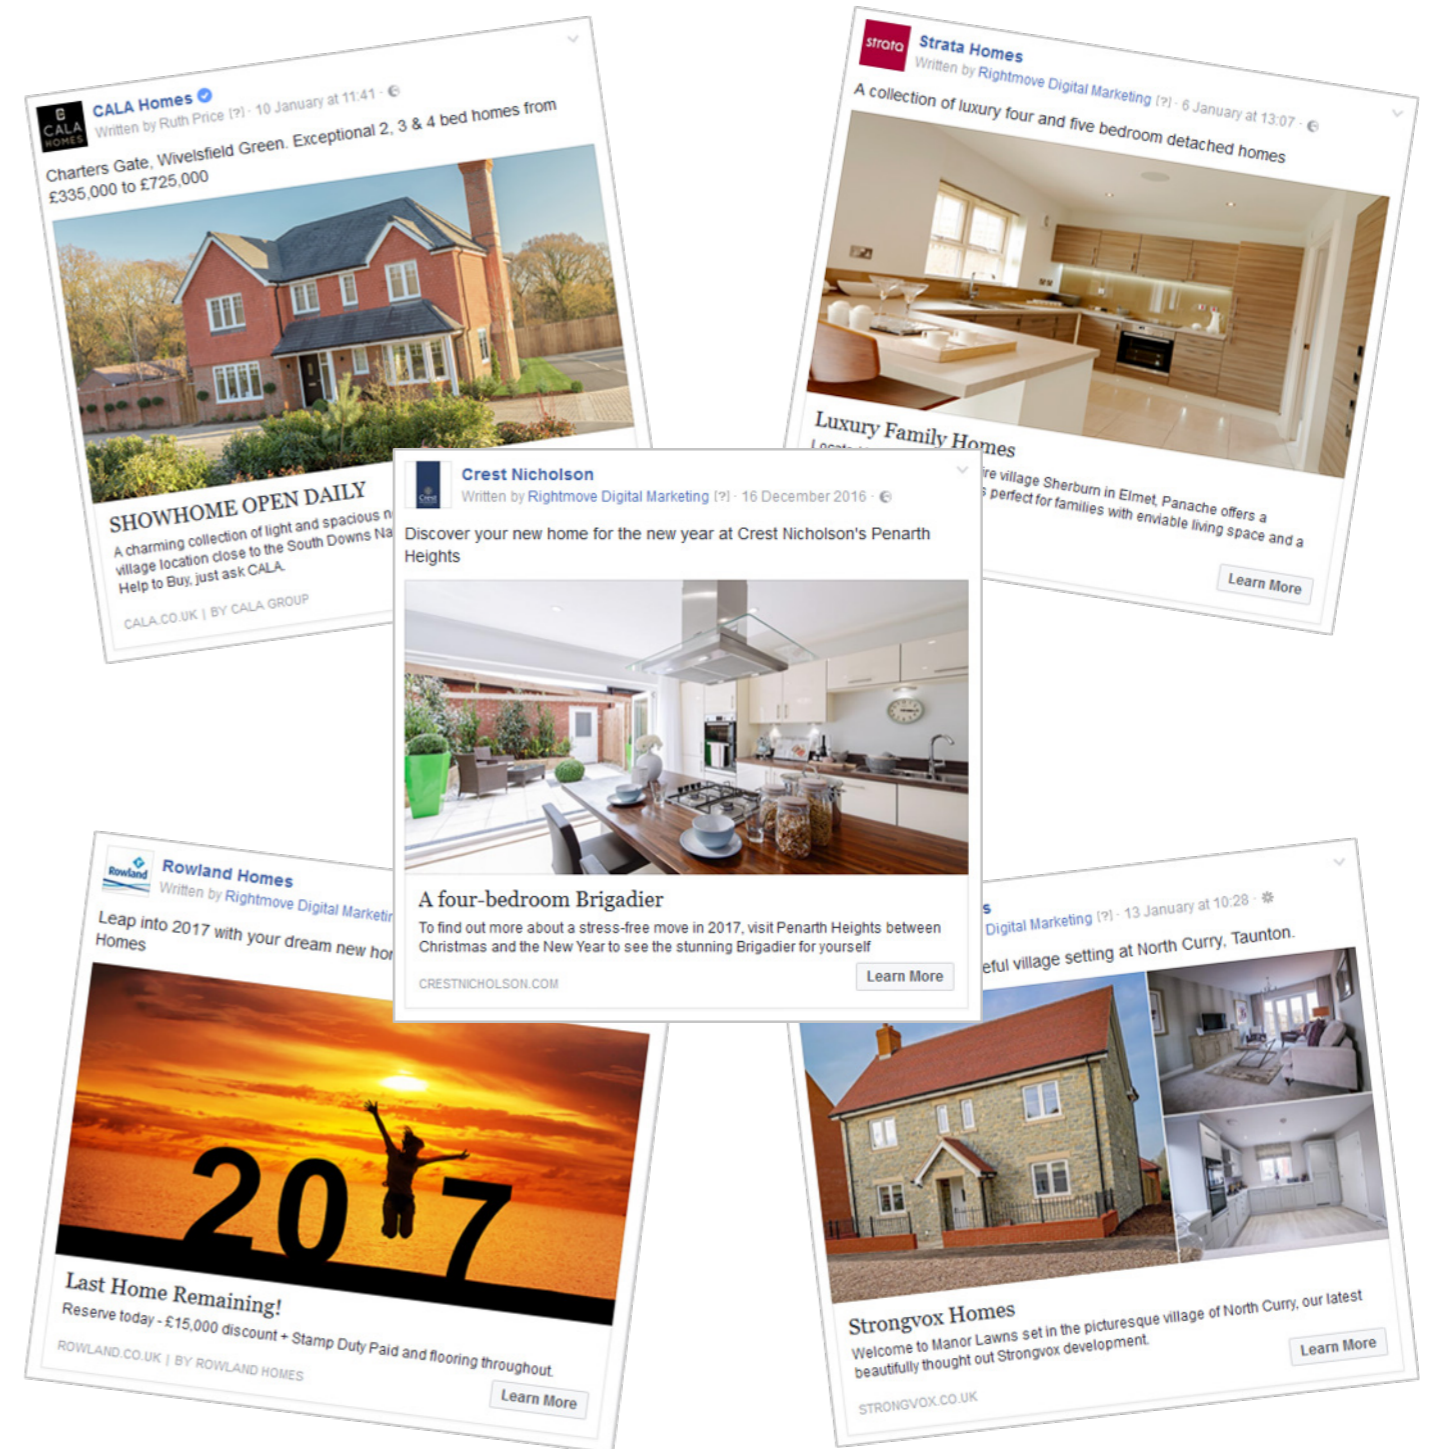 CALA HOMES
CALA Homes
Written by Ruth Price [?] · 10 January at 11:41 ·
Charters Gate, Wivelsfield Green. Exceptional 2, 3 & 4 bed homes from
£335,000 to £725,000
SHOWHOME OPEN DAILY
A charming collection of light and spacious
village location close to the South Downs
Help to Buy, just ask CALA.
CALA.CO.UK | BY CALA GROUP
strata
Strata Homes
Written by Rightmove Digital Marketing [?] · 6 January at 13:07 ·
A collection of luxury four and five bedroom detached homes
Luxury Family Homes
village Sherburn in Elmet, Panache offers a
perfect for families with enviable living space and a
Learn More
Crest
Crest Nicholson
Written by Rightmove Digital Marketing [?] · 16 December 2016 ·
Discover your new home for the new year at Crest Nicholson's Penarth
Heights
A four-bedroom Brigadier
To find out more about a stress-free move in 2017, visit Penarth Heights between
Christmas and the New Year to see the stunning Brigadier for yourself
CRESTNICHOLSON.COM
Learn More
Rowland
Rowland Homes
Written by Rightmove Digital
Leap into 2017 with your dream new
Homes
20 7
Last Home Remaining!
Reserve today - £15,000 discount + Stamp Duty Paid and flooring throughout.
ROWLAND.CO.UK | BY ROWLAND HOMES
Learn More
Digital Marketing [?] · 13 January at 10:28 ·
village setting at North Curry, Taunton.
Strongvox Homes
Welcome to Manor Lawns set in the picturesque village of North Curry, our latest
beautifully thought out Strongvox development.
STRONGVOX.CO.UK
Learn More